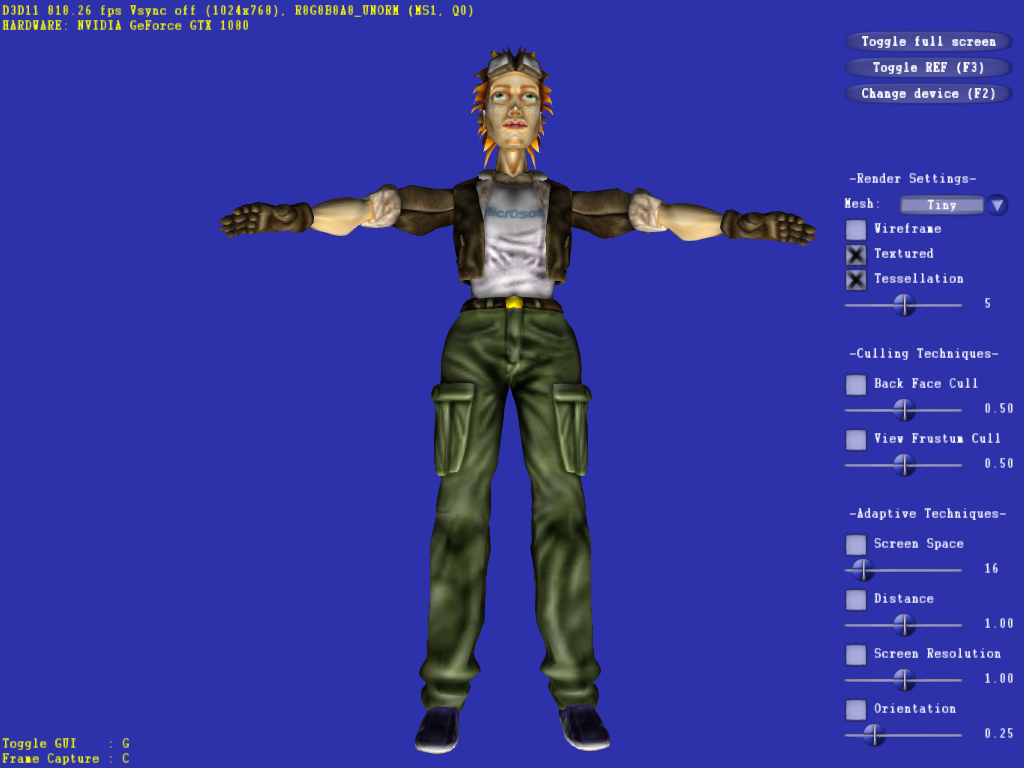 D3D11 818.26 fps Vsync off (1024x768), R8G8B8A8_UNORM (MS1, Q0)
HARDWARE: NVIDIA GeForce GTX 1080
Toggle full screen
Toggle REF (F3)
Change device (F2)
-Render Settings-
Mesh: Tiny
Wireframe
Textured
Tessellation
5
-Culling Techniques-
Back Face Cull
0.50
View Frustum Cull
0.50
-Adaptive Techniques-
Screen Space
16
Distance
1.00
Screen Resolution
1.00
Orientation
0.25
Microsoft
Toggle GUI : G
Frame Capture : C